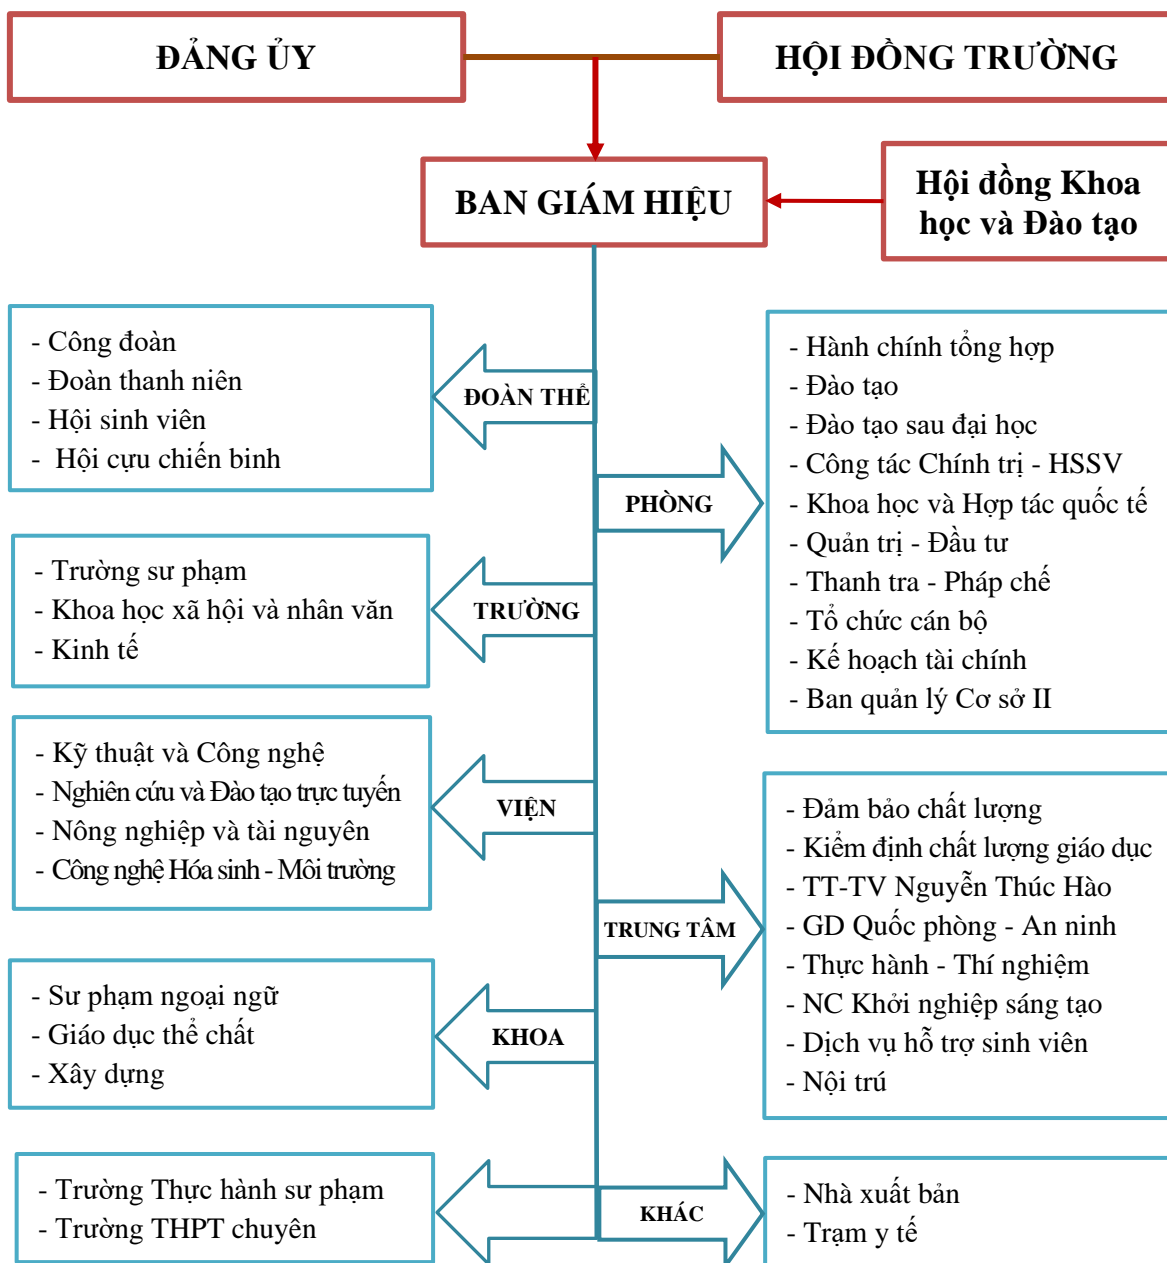 ĐẢNG ỦY
HỘI ĐỒNG TRƯỜNG
BAN GIÁM HIỆU
Hội đồng Khoa
học và Đào tạo
- Công đoàn
- Đoàn thanh niên
- Hội sinh viên
- Hội cựu chiến binh
ĐOÀN THỂ
- Hành chính tổng hợp
- Đào tạo
- Đào tạo sau đại học
- Công tác Chính trị - HSSV
- Khoa học và Hợp tác quốc tế
- Quản trị - Đầu tư
- Thanh tra - Pháp chế
- Tổ chức cán bộ
- Kế hoạch tài chính
- Ban quản lý Cơ sở II
PHÒNG
- Trường sư phạm
- Khoa học xã hội và nhân văn
- Kinh tế
TRƯỜNG
- Kỹ thuật và Công nghệ
- Nghiên cứu và Đào tạo trực tuyến
- Nông nghiệp và tài nguyên
- Công nghệ Hóa sinh - Môi trường
VIỆN
- Đảm bảo chất lượng
- Kiểm định chất lượng giáo dục
- TT-TV Nguyễn Thúc Hào
- GD Quốc phòng - An ninh
- Thực hành - Thí nghiệm
- NC Khởi nghiệp sáng tạo
- Dịch vụ hỗ trợ sinh viên
- Nội trú
TRUNG TÂM
- Sư phạm ngoại ngữ
- Giáo dục thể chất
- Xây dựng
KHOA
- Trường Thực hành sư phạm
- Trường THPT chuyên
KHÁC
- Nhà xuất bản
- Trạm y tế